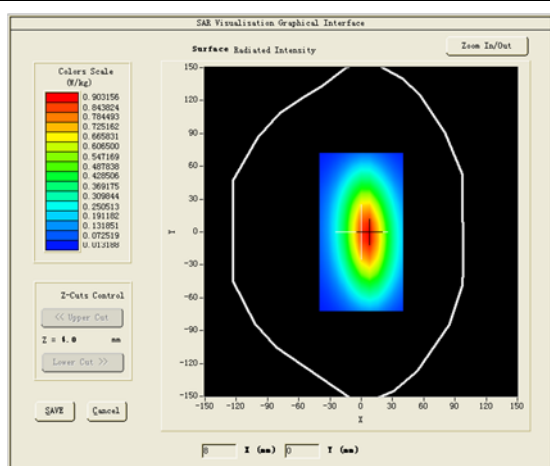 SAR Visualisation Graphical Interface
Surface Radiated Intensity
Zoom In/Out
Colors Scale
(W/kg)
0.903156
0.843824
0.784493
0.725162
0.665831
0.606500
0.547169
0.487838
0.428506
0.369175
0.309844
0.250513
0.191182
0.131851
0.072519
0.013188
Z-Cuts Control
<< Upper Cut
Z = 4.0 mm
Lower Cut >>
SAVE
Cancel
150
120
90
60
30
0
-30
-60
-90
-120
-150
Y
-150 -120 -90 -60 -30 0 30 60 90 120 150
X
8 X (mm) 0 Y (mm)